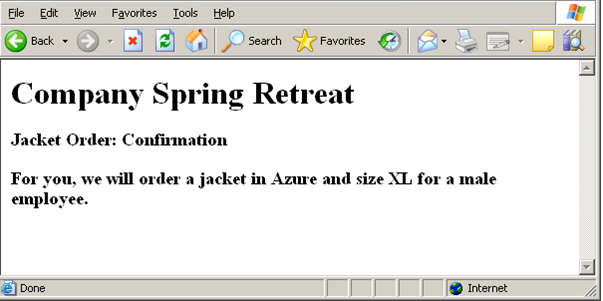 File Edit View Favorites Tools Help
Back Search Favorites
Company Spring Retreat
Jacket Order: Confirmation
For you, we will order a jacket in Azure and size XL for a male
employee.
Done Internet